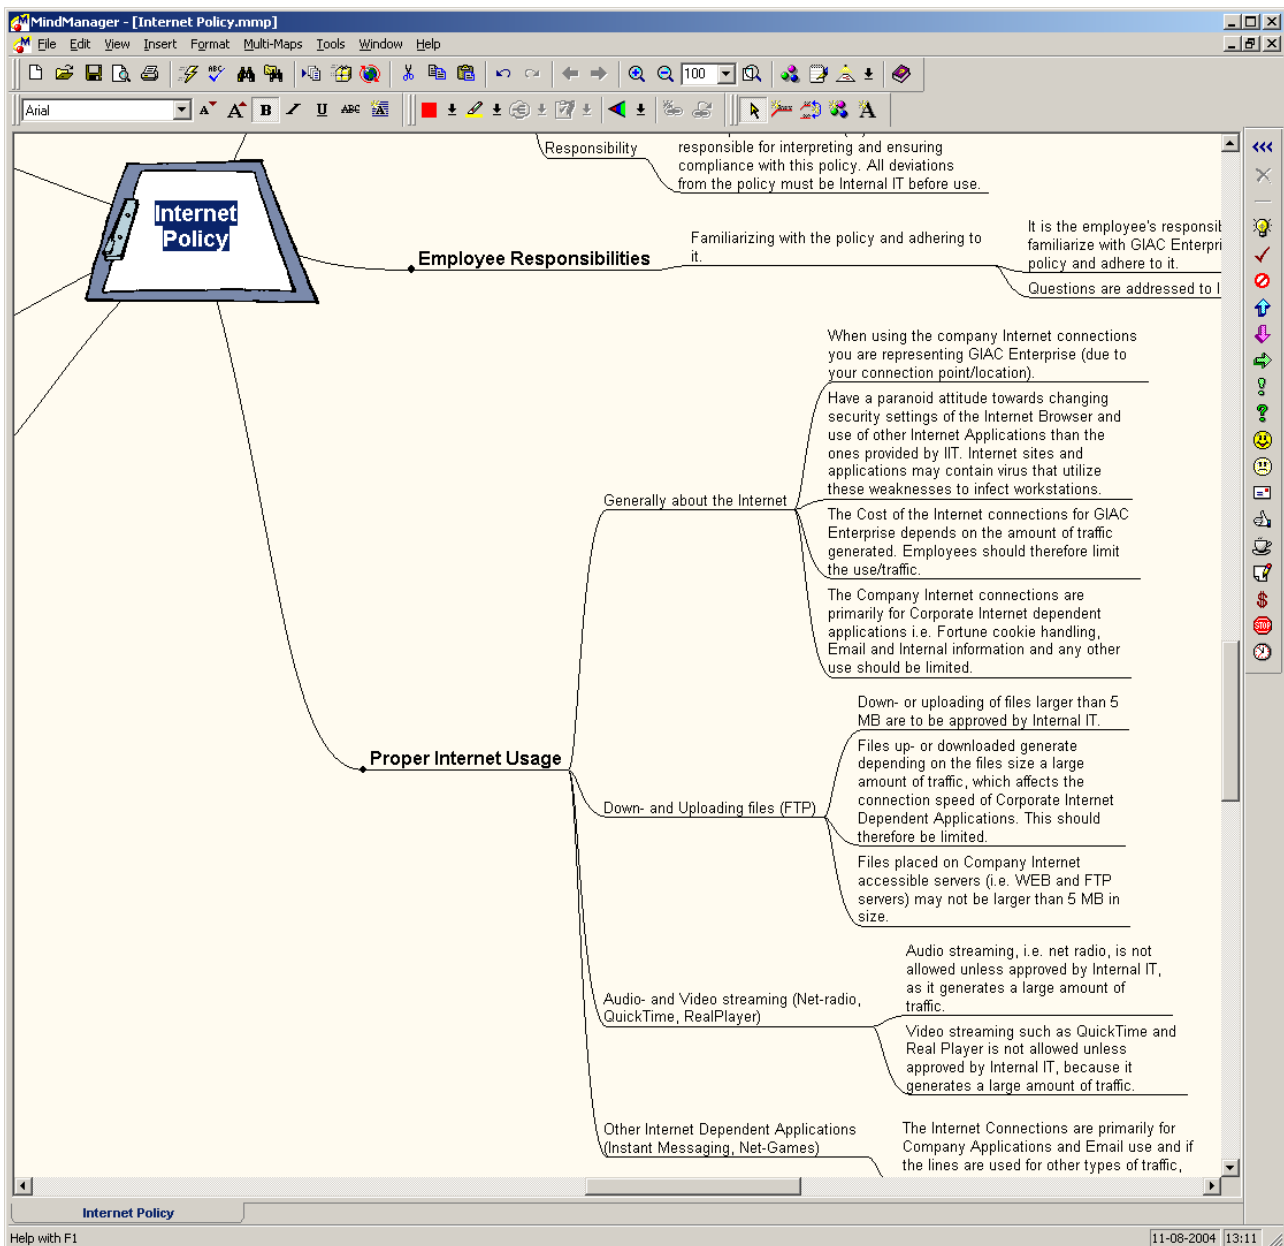 MindManager - [Internet Policy.mmp]
File Edit View Insert Format Multi-Maps Tools Window Help
100
Arial
B I U ABC
Responsibility
responsible for interpreting and ensuring
compliance with this policy. All deviations
from the policy must be Internal IT before use.
Internet
Policy
Employee Responsibilities
Familiarizing with the policy and adhering to
it.
It is the employee's responsil
familiarize with GIAC Enterpri
policy and adhere to it.
Questions are addressed to I
When using the company Internet connections
you are representing GIAC Enterprise (due to
your connection point/location).
Have a paranoid attitude towards changing
security settings of the Internet Browser and
use of other Internet Applications than the
ones provided by IIT. Internet sites and
applications may contain virus that utilize
these weaknesses to infect workstations.
Generally about the Internet
The Cost of the Internet connections for GIAC
Enterprise depends on the amount of traffic
generated. Employees should therefore limit
the use/traffic.
The Company Internet connections are
primarily for Corporate Internet dependent
applications i.e. Fortune cookie handling,
Email and Internal information and any other
use should be limited.
Proper Internet Usage
Down- or uploading of files larger than 5
MB are to be approved by Internal IT.
Files up- or downloaded generate
depending on the files size a large
amount of traffic, which affects the
connection speed of Corporate Internet
Dependent Applications. This should
therefore be limited.
Down- and Uploading files (FTP)
Files placed on Company Internet
accessible servers (i.e. WEB and FTP
servers) may not be larger than 5 MB in
size.
Audio streaming, i.e. net radio, is not
allowed unless approved by Internal IT,
as it generates a large amount of
traffic.
Audio- and Video streaming (Net-radio,
QuickTime, RealPlayer)
Video streaming such as QuickTime and
Real Player is not allowed unless
approved by Internal IT, because it
generates a large amount of traffic.
Other Internet Dependent Applications
(Instant Messaging, Net-Games)
The Internet Connections are primarily for
Company Applications and Email use and if
the lines are used for other types of traffic,
Internet Policy
Help with F1
11-08-2004 13:11